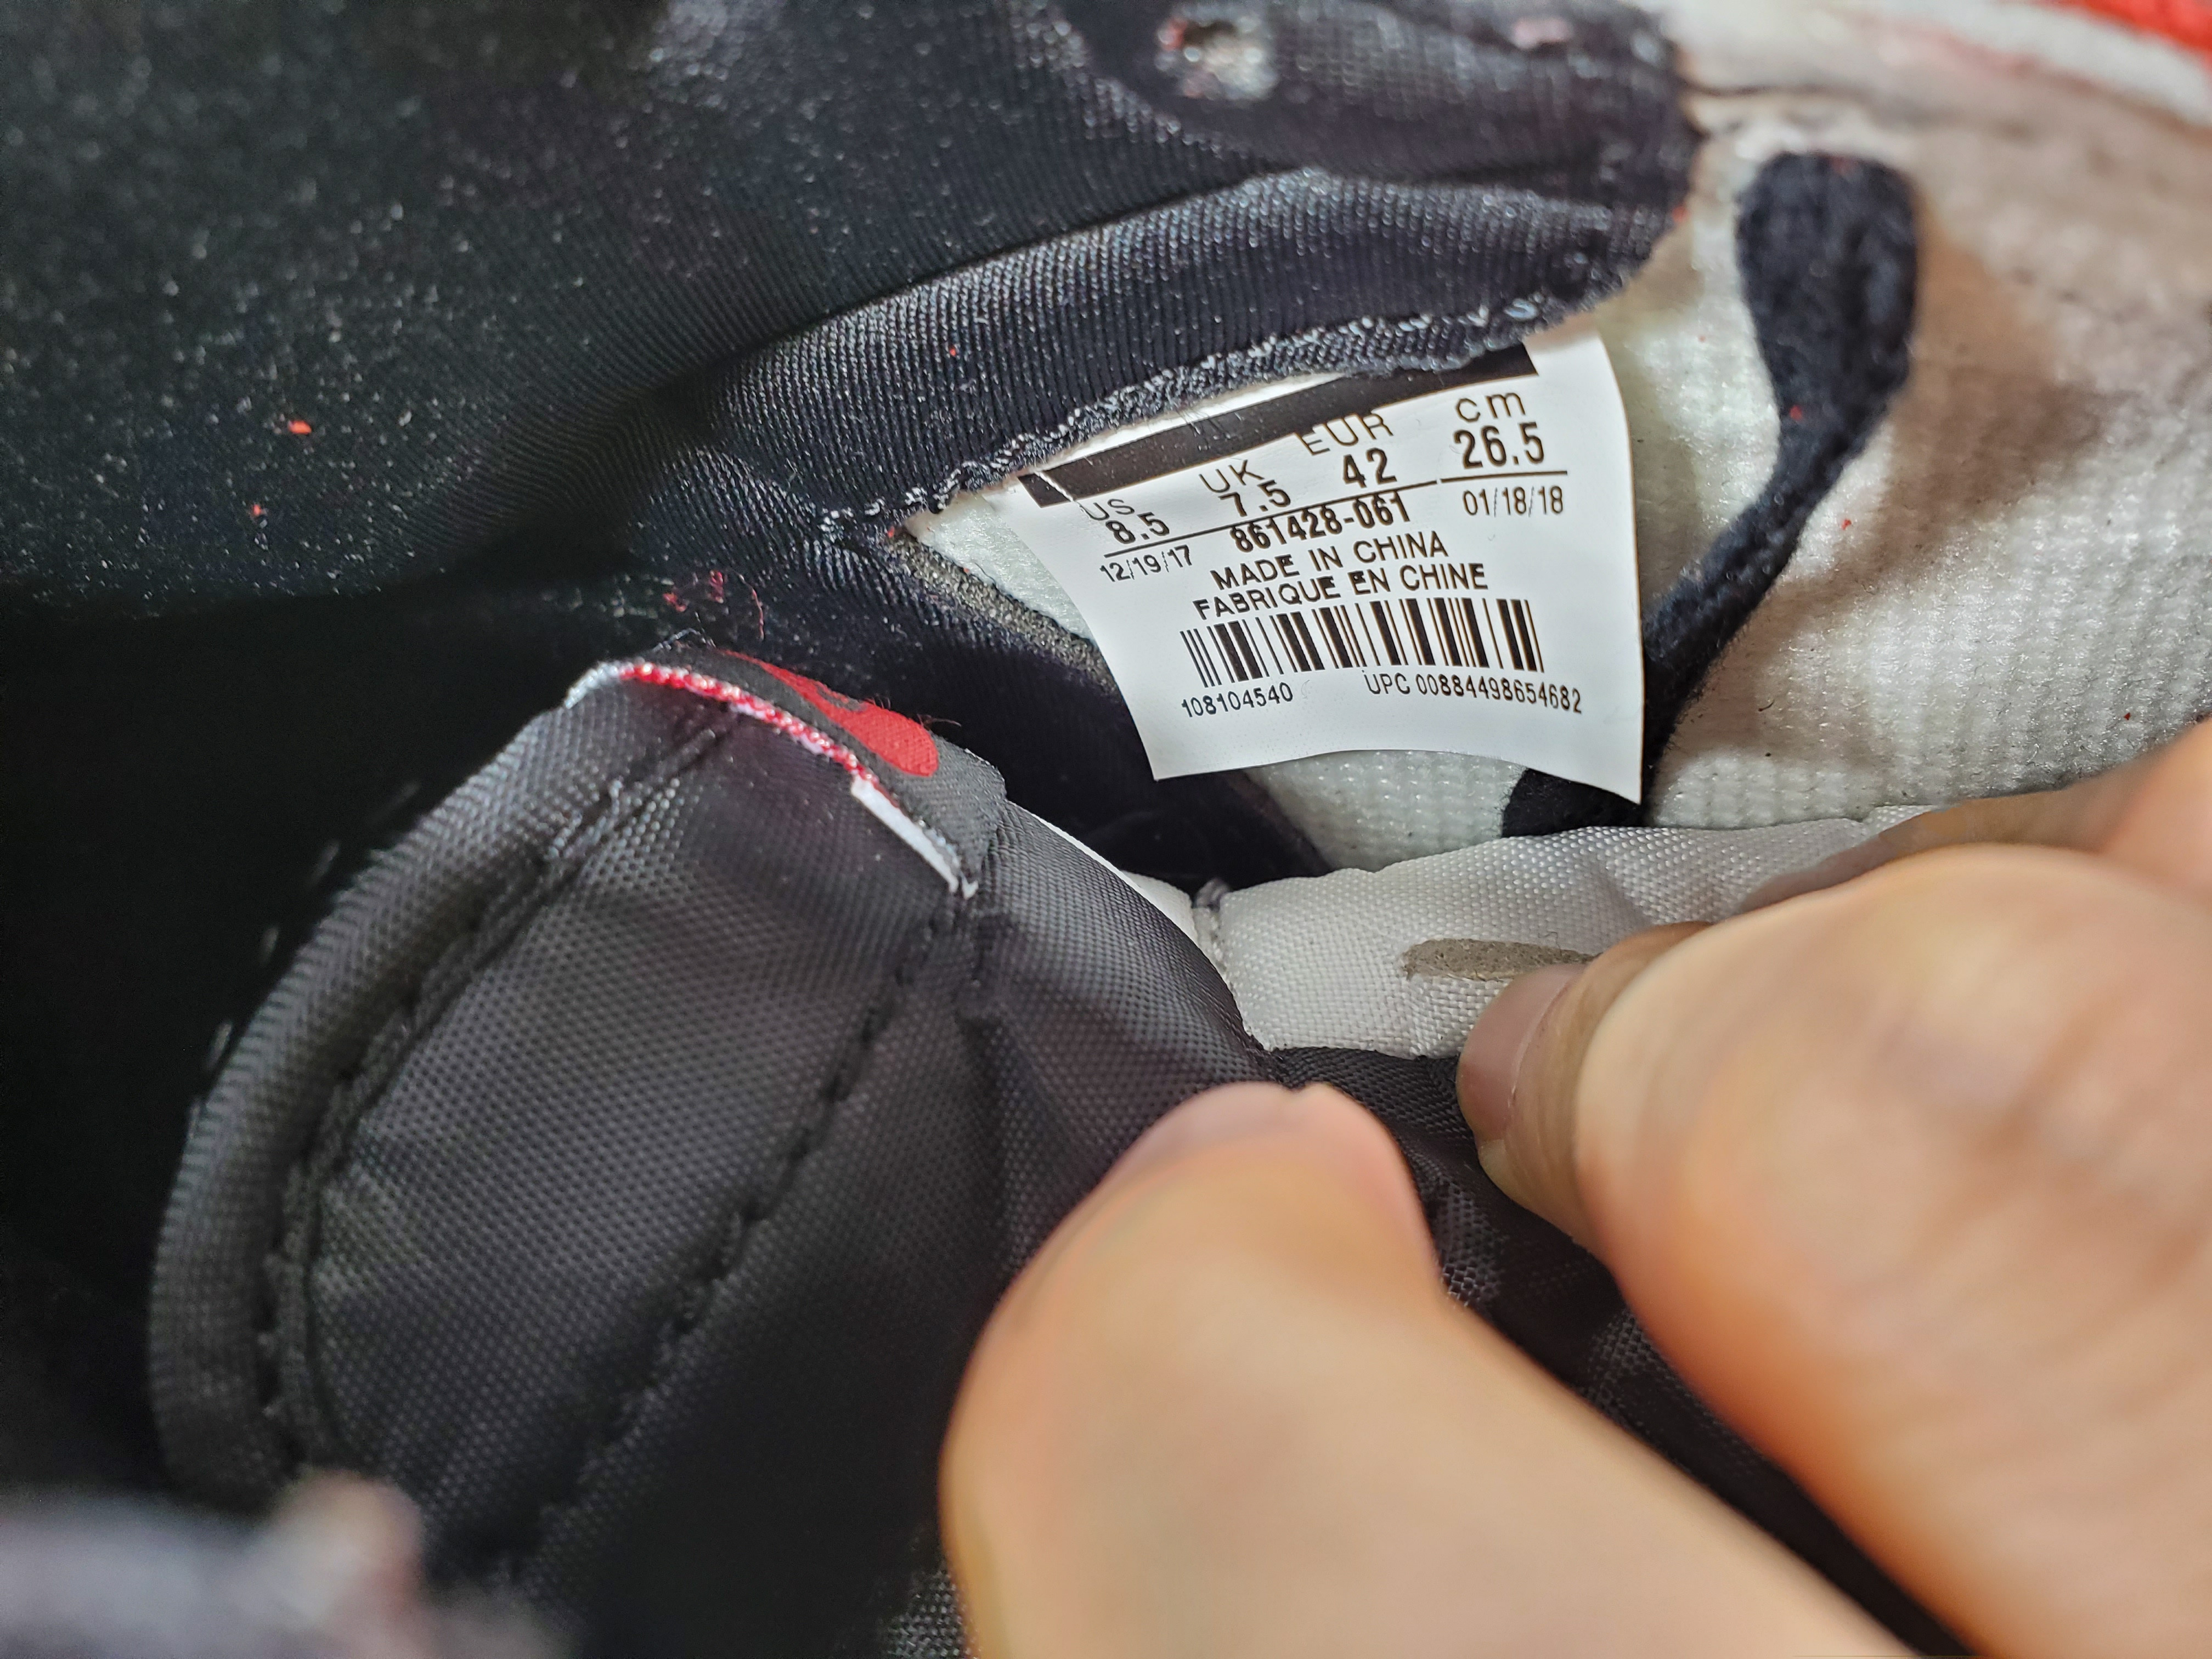 US UK EUR cm
8.5 7.5 42 26.5
12/19/17 861428-061 01/18/18
MADE IN CHINA
FABRIQUE EN CHINE
108104540 UPC 00884498654682